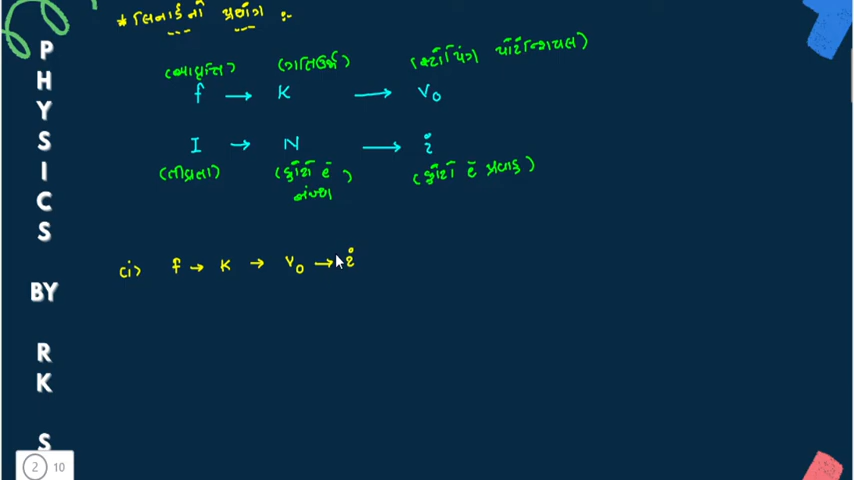 * લિનાર્ડનો પ્રયોગ :-
(આવૃત્તિ) (ગતિઊર્જા) (સ્ટોપિંગ પોટેન્શિયલ)
f → K → V₀
I → N → i
(તીવ્રતા) (ફોટો ē સંખ્યા) (ફોટો ē પ્રવાહ)
(i) f → K → V₀ → i
PHYSICS
BY
RK
S
2 10